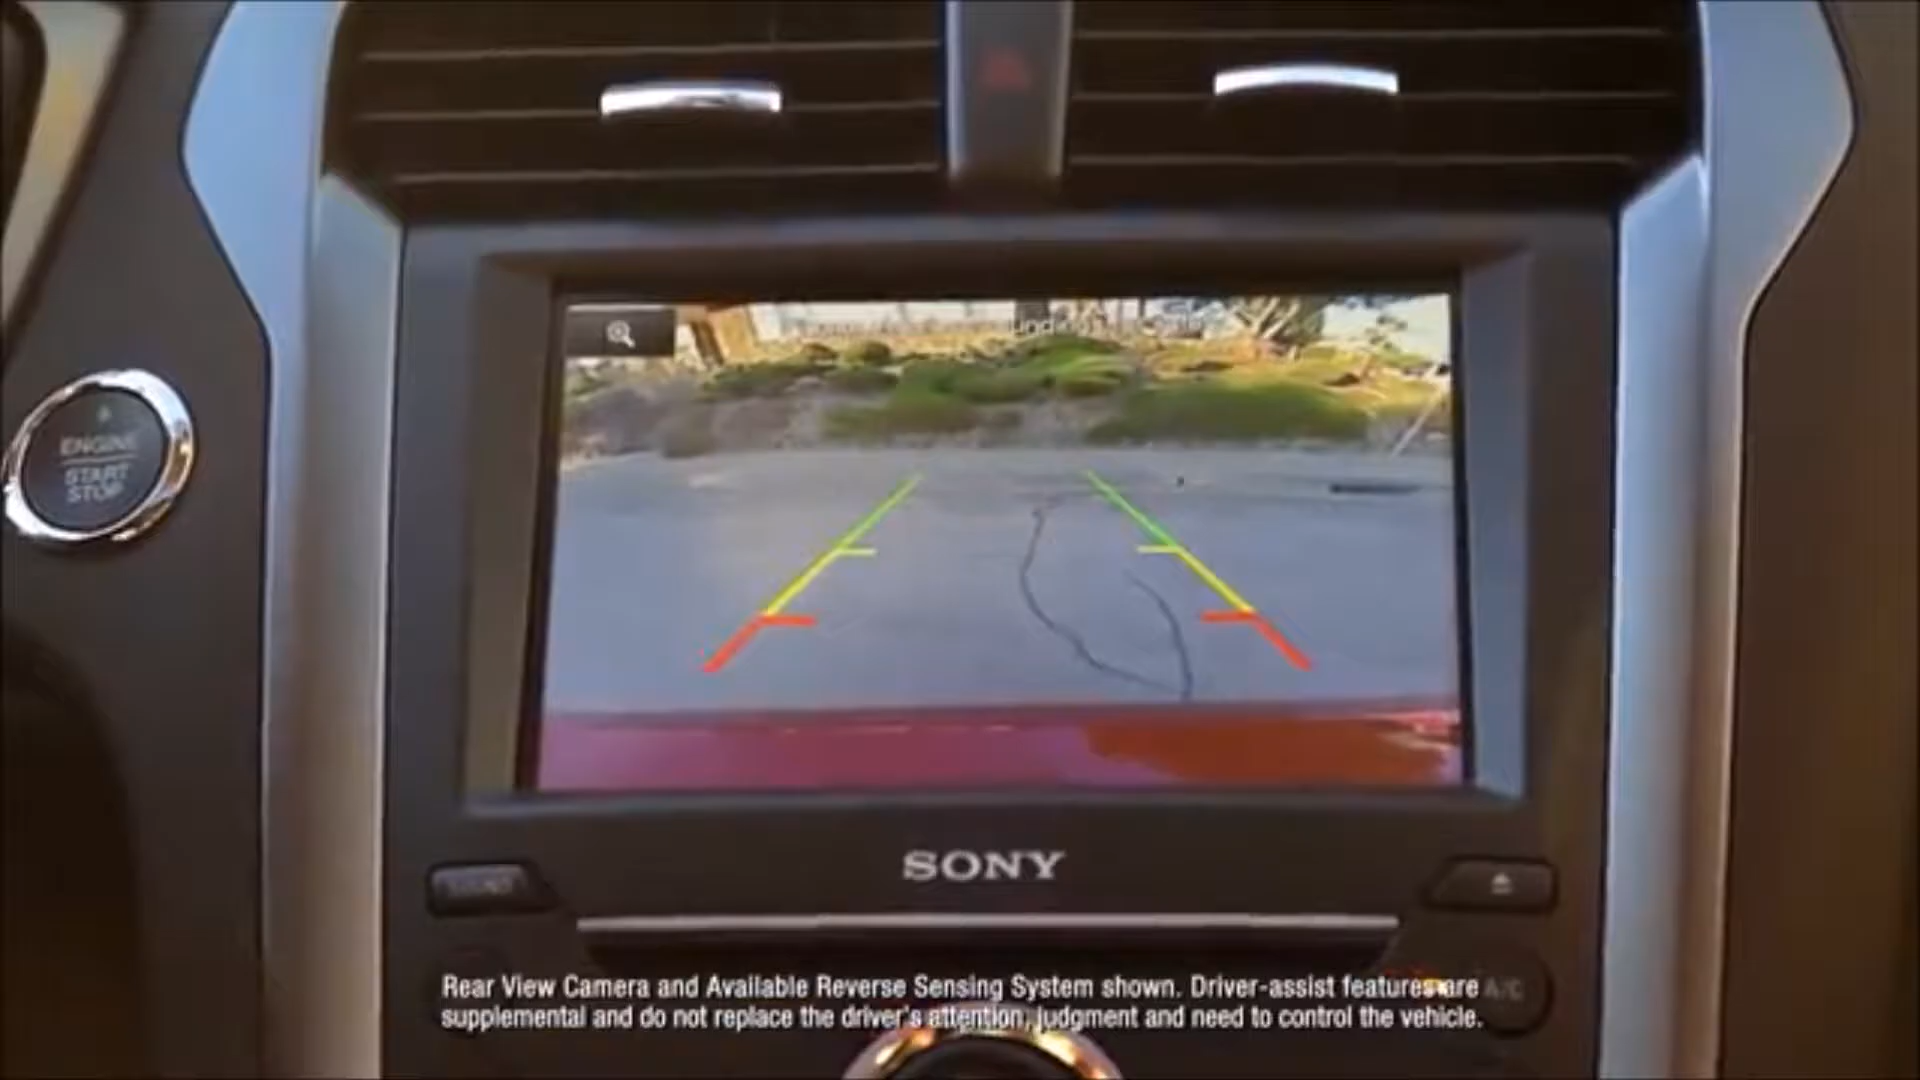 ENGINE
START
STOP
SONY
SOUND
Rear View Camera and Available Reverse Sensing System shown. Driver-assist features are
A/C
supplemental and do not replace the driver's attention, judgment and need to control the vehicle.